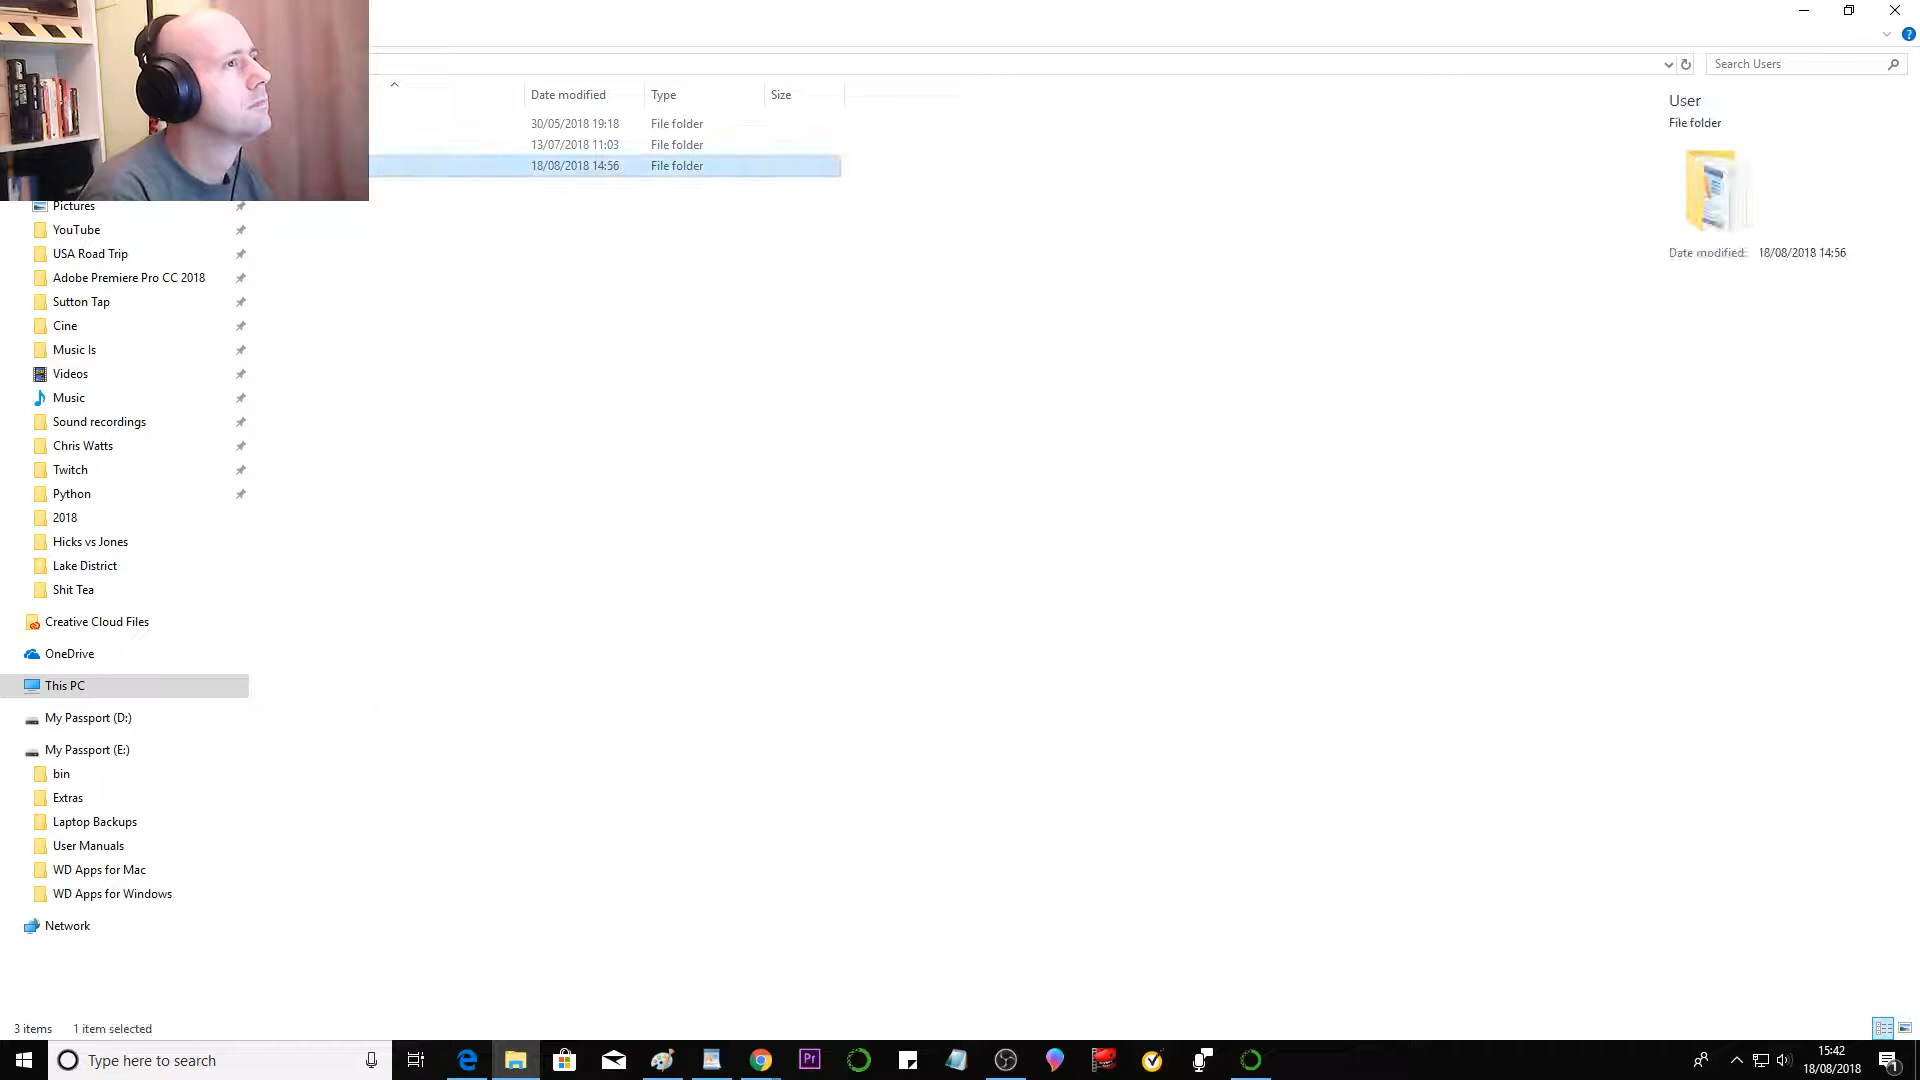 Search Users
Date modified
Type
Size
30/05/2018 19:18
File folder
13/07/2018 11:03
File folder
18/08/2018 14:56
File folder
User
File folder
Date modified:
18/08/2018 14:56
Pictures
YouTube
USA Road Trip
Adobe Premiere Pro CC 2018
Sutton Tap
Cine
Music Is
Videos
Music
Sound recordings
Chris Watts
Twitch
Python
2018
Hicks vs Jones
Lake District
Shit Tea
Creative Cloud Files
OneDrive
This PC
My Passport (D:)
My Passport (E:)
bin
Extras
Laptop Backups
User Manuals
WD Apps for Mac
WD Apps for Windows
Network
3 items
1 item selected
Type here to search
Pr
15:42
18/08/2018
1